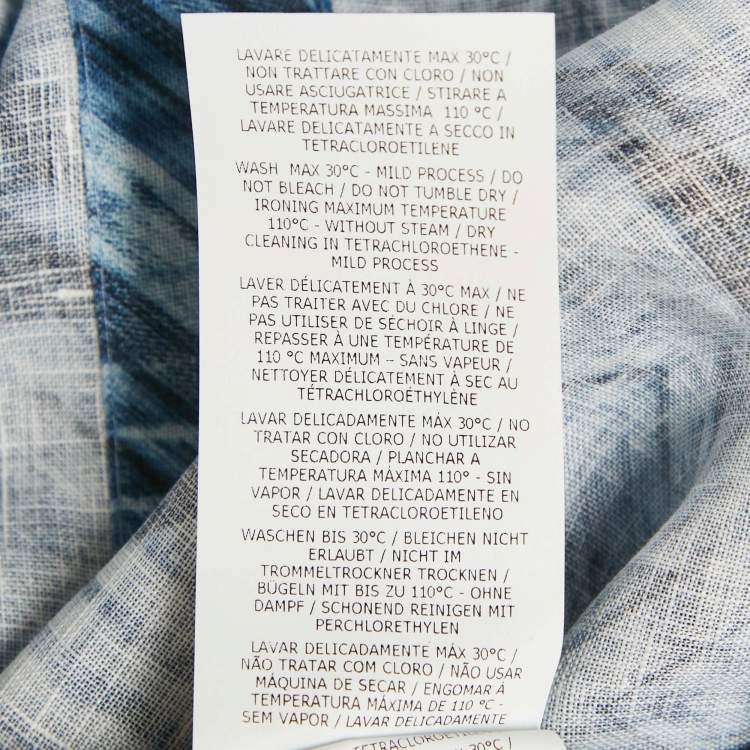 LAVARE DELICATAMENTE MAX 30°C /
NON TRATTARE CON CLORO / NON
USARE ASCIUGATRICE / STIRARE A
TEMPERATURA MASSIMA 110 °C /
LAVARE DELICATAMENTE A SECCO IN
TETRACLOROETILENE
WASH MAX 30°C - MILD PROCESS / DO
NOT BLEACH / DO NOT TUMBLE DRY /
IRONING MAXIMUM TEMPERATURE
110°C - WITHOUT STEAM / DRY
CLEANING IN TETRACHLOROETHENE -
MILD PROCESS
LAVER DÉLICATEMENT À 30°C MAX / NE
PAS TRAITER AVEC DU CHLORE / NE
PAS UTILISER DE SÉCHOIR À LINGE /
REPASSER À UNE TEMPÉRATURE DE
110 °C MAXIMUM – SANS VAPEUR /
NETTOYER DÉLICATEMENT À SEC AU
TÉTRACHLOROÉTHYLÈNE
LAVAR DELICADAMENTE MÁX 30°C / NO
TRATAR CON CLORO / NO UTILIZAR
SECADORA / PLANCHAR A
TEMPERATURA MÁXIMA 110° - SIN
VAPOR / LAVAR DELICADAMENTE EN
SECO EN TETRACLOROETILENO
WASCHEN BIS 30°C / BLEICHEN NICHT
ERLAUBT / NICHT IM
TROMMELTROCKNER TROCKNEN /
BÜGELN MIT BIS ZU 110°C - OHNE
DAMPF / SCHONEND REINIGEN MIT
PERCHLORETHYLEN
LAVAR DELICADAMENTE MÁX 30°C /
NÃO TRATAR COM CLORO / NÃO USAR
MÁQUINA DE SECAR / ENGOMAR À
TEMPERATURA MÁXIMA DE 110 °C -
SEM VAPOR / LAVAR DELICADAMENTE
TETRACLOROETILENO
30°C /